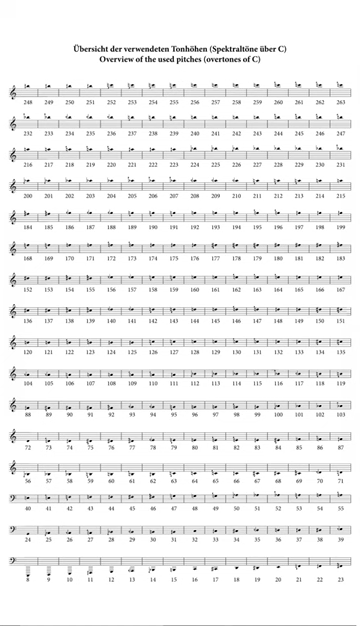 Übersicht der verwendeten Tonhöhen (Spektraltöne über C)
Overview of the used pitches (overtones of C)
248 249 250 251 252 253 254 255 256 257 258 259 260 261 262 263
232 233 234 235 236 237 238 239 240 241 242 243 244 245 246 247
216 217 218 219 220 221 222 223 224 225 226 227 228 229 230 231
200 201 202 203 204 205 206 207 208 209 210 211 212 213 214 215
184 185 186 187 188 189 190 191 192 193 194 195 196 197 198 199
168 169 170 171 172 173 174 175 176 177 178 179 180 181 182 183
152 153 154 155 156 157 158 159 160 161 162 163 164 165 166 167
136 137 138 139 140 141 142 143 144 145 146 147 148 149 150 151
120 121 122 123 124 125 126 127 128 129 130 131 132 133 134 135
104 105 106 107 108 109 110 111 112 113 114 115 116 117 118 119
88 89 90 91 92 93 94 95 96 97 98 99 100 101 102 103
72 73 74 75 76 77 78 79 80 81 82 83 84 85 86 87
56 57 58 59 60 61 62 63 64 65 66 67 68 69 70 71
40 41 42 43 44 45 46 47 48 49 50 51 52 53 54 55
24 25 26 27 28 29 30 31 32 33 34 35 36 37 38 39
8 9 10 11 12 13 14 15 16 17 18 19 20 21 22 23